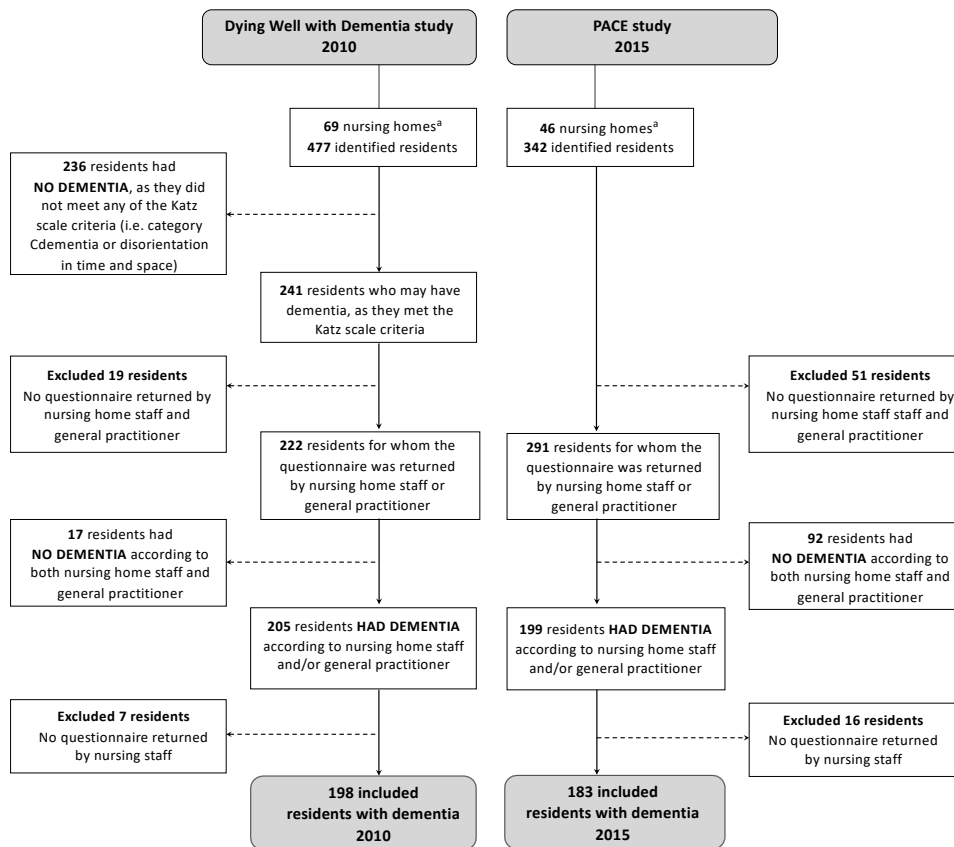 Dying Well with Dementia study
2010
PACE study
2015
69 nursing homesᵃ
477 identified residents
46 nursing homesᵃ
342 identified residents
236 residents had
NO DEMENTIA, as they did
not meet any of the Katz
scale criteria (i.e. category
Cdementia or disorientation
in time and space)
241 residents who may have
dementia, as they met the
Katz scale criteria
Excluded 19 residents
No questionnaire returned by
nursing home staff and
general practitioner
Excluded 51 residents
No questionnaire returned by
nursing home staff staff and
general practitioner
222 residents for whom the
questionnaire was returned
by nursing home staff or
general practitioner
291 residents for whom the
questionnaire was returned
by nursing home staff or
general practitioner
17 residents had
NO DEMENTIA according to
both nursing home staff and
general practitioner
92 residents had
NO DEMENTIA according to
both nursing home staff and
general practitioner
205 residents HAD DEMENTIA
according to nursing home staff
and/or general practitioner
199 residents HAD DEMENTIA
according to nursing home staff
and/or general practitioner
Excluded 7 residents
No questionnaire returned
by nursing staff
Excluded 16 residents
No questionnaire returned
by nursing staff
198 included
residents with dementia
2010
183 included
residents with dementia
2015